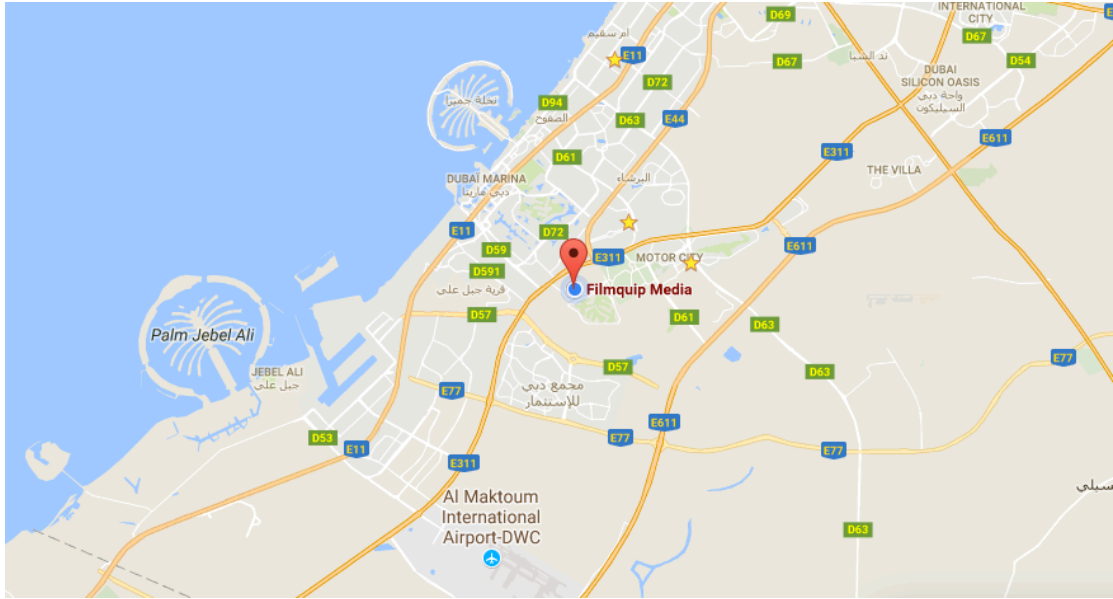 INTERNATIONAL
CITY
D69
D67
ام سقيم
E11
D67
ند الشبا
D54
D72
DUBAI
SILICON OASIS
واحة دبي
السيليكون
نخلة جميرا
D94
الصفوح
D63
E44
E611
E311
D61
THE VILLA
DUBAI MARINA
دبي مارينا
البرشاء
E11
D72
D59
E611
E311
MOTOR CITY
D591
قرية جبل علي
Filmquip Media
D57
D61
D63
Palm Jebel Ali
E77
D57
JEBEL ALI
جبل علي
D63
E77
مجمع دبي
للإستثمار
E611
D53
E11
E77
E77
E311
Al Maktoum
International
Airport-DWC
D63